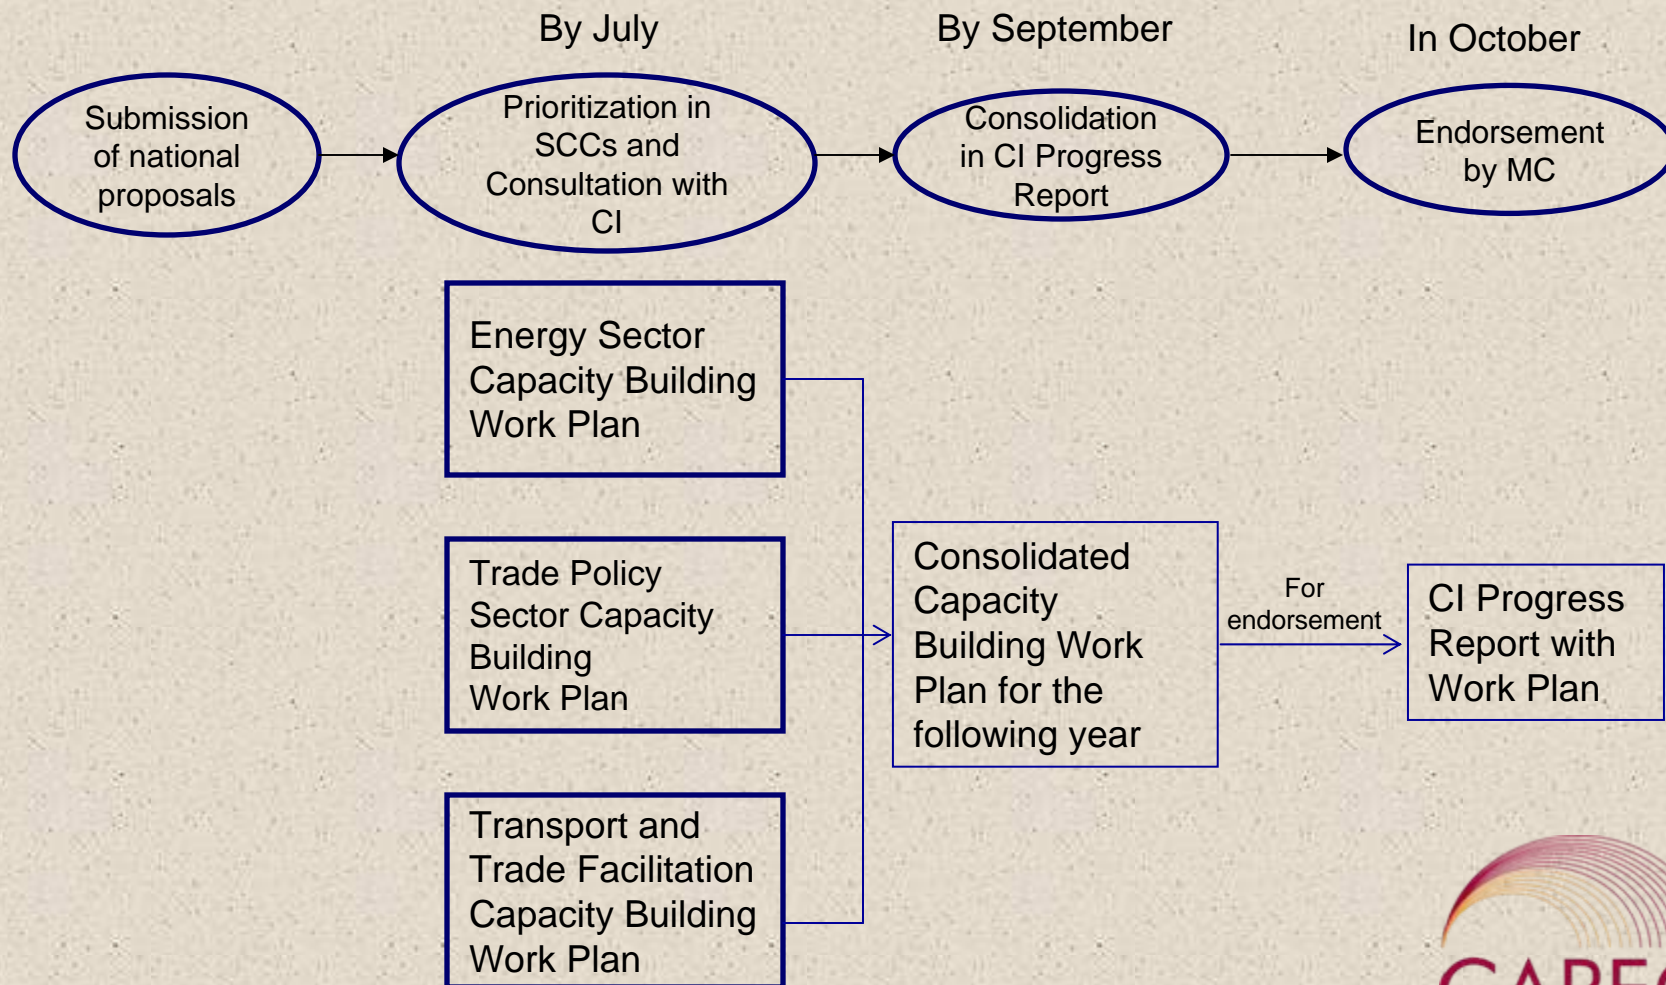 By July
By September
In October
Submission
of national
proposals
Prioritization in
SCCs and
Consultation with
CI
Consolidation
in CI Progress
Report
Endorsement
by MC
Energy Sector
Capacity Building
Work Plan
Trade Policy
Sector Capacity
Building
Work Plan
Transport and
Trade Facilitation
Capacity Building
Work Plan
Consolidated
Capacity
Building Work
Plan for the
following year
For
endorsement
CI Progress
Report with
Work Plan